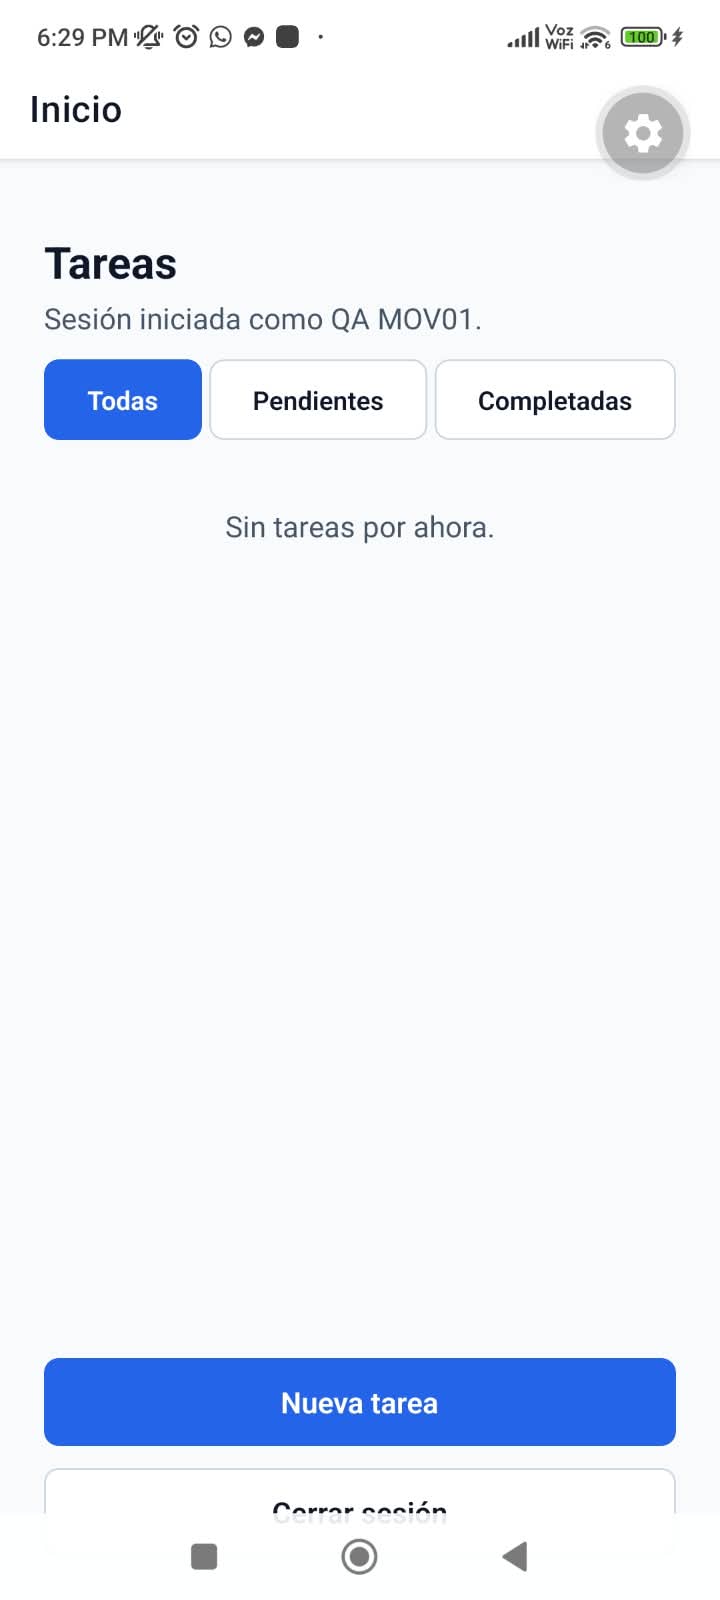 6:29 PM
Voz
WiFi
6
100
Inicio
Tareas
Sesión iniciada como QA MOV01.
Todas
Pendientes
Completadas
Sin tareas por ahora.
Nueva tarea
Cerrar sesión